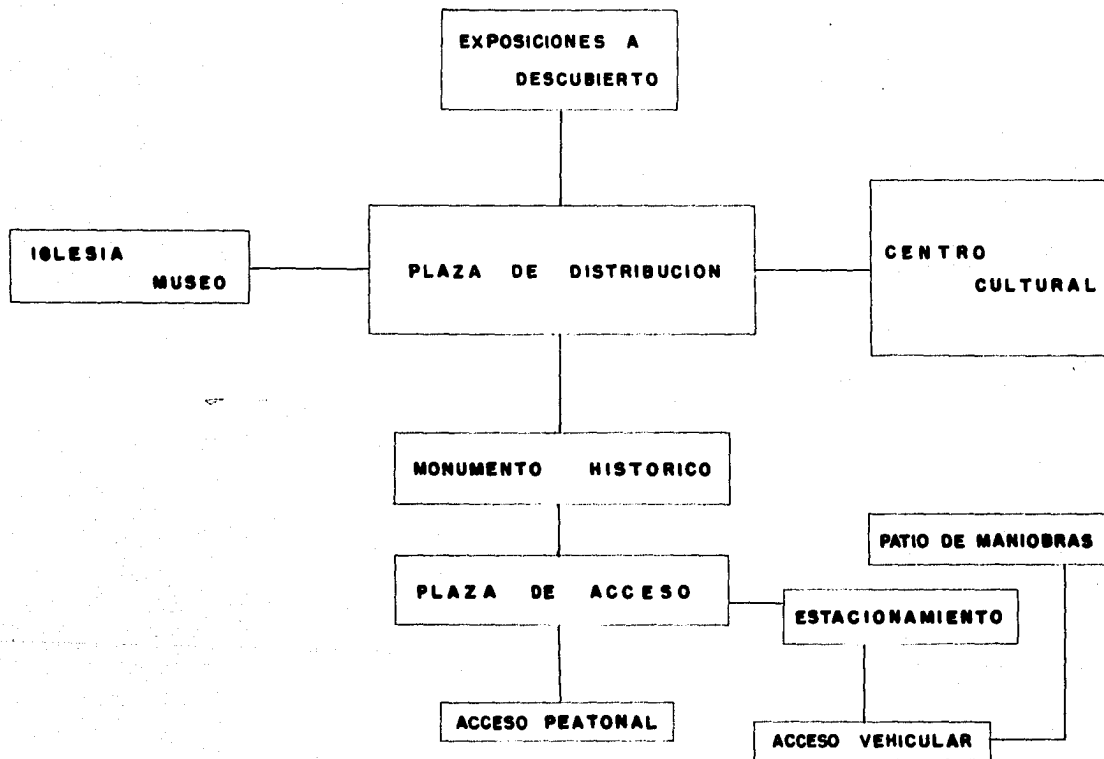 EXPOSICIONES A
DESCUBIERTO
IGLESIA
MUSEO
PLAZA DE DISTRIBUCION
CENTRO
CULTURAL
MONUMENTO HISTORICO
PATIO DE MANIOBRAS
PLAZA DE ACCESO
ESTACIONAMIENTO
ACCESO PEATONAL
ACCESO VEHICULAR